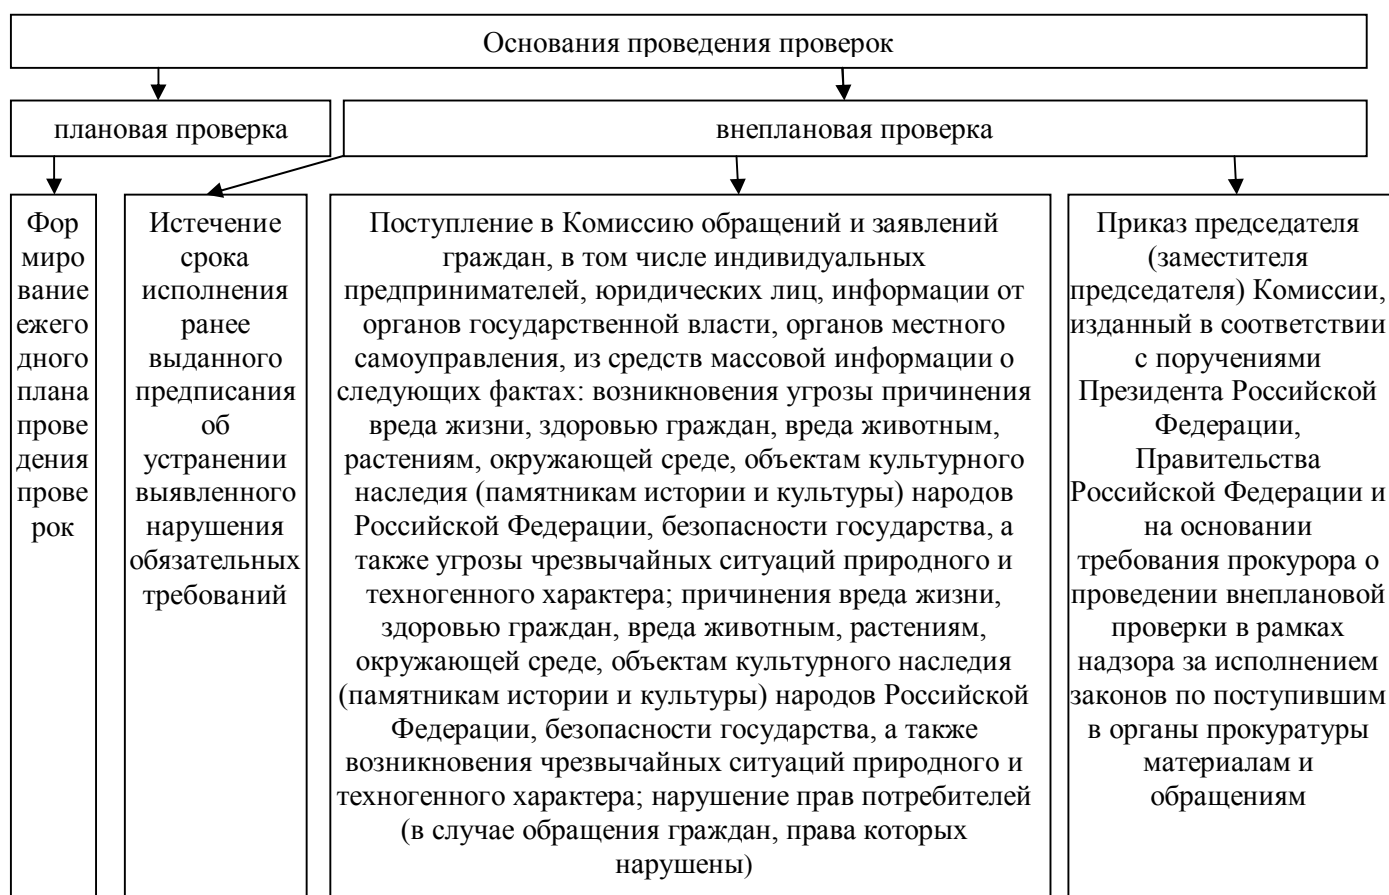 Основания проведения проверок
плановая проверка
внеплановая проверка
Фор
миро
вание
ежего
дного
плана
прове
дения
прове
рок
Истечение
срока
исполнения
ранее
выданного
предписания
об
устранении
выявленного
нарушения
обязательных
требований
Поступление в Комиссию обращений и заявлений
граждан, в том числе индивидуальных
предпринимателей, юридических лиц, информации от
органов государственной власти, органов местного
самоуправления, из средств массовой информации о
следующих фактах: возникновения угрозы причинения
вреда жизни, здоровью граждан, вреда животным,
растениям, окружающей среде, объектам культурного
наследия (памятникам истории и культуры) народов
Российской Федерации, безопасности государства, а
также угрозы чрезвычайных ситуаций природного и
техногенного характера; причинения вреда жизни,
здоровью граждан, вреда животным, растениям,
окружающей среде, объектам культурного наследия
(памятникам истории и культуры) народов Российской
Федерации, безопасности государства, а также
возникновения чрезвычайных ситуаций природного и
техногенного характера; нарушение прав потребителей
(в случае обращения граждан, права которых
нарушены)
Приказ председателя
(заместителя
председателя) Комиссии,
изданный в соответствии
с поручениями
Президента Российской
Федерации,
Правительства
Российской Федерации и
на основании
требования прокурора о
проведении внеплановой
проверки в рамках
надзора за исполнением
законов по поступившим
в органы прокуратуры
материалам и
обращениям